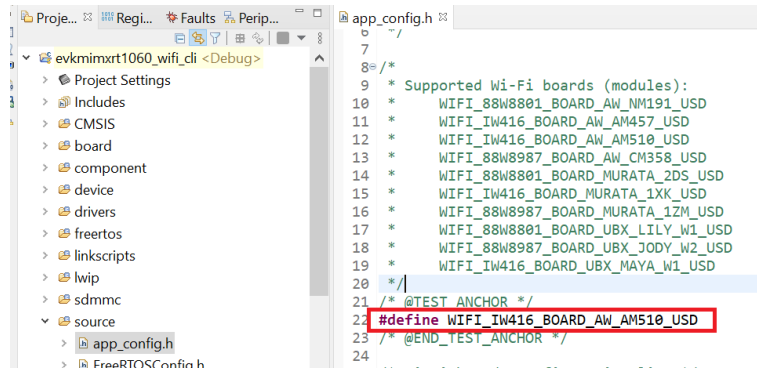 Proje...
Regi...
Faults
Perip...
evkmimxrt1060_wifi_cli <Debug>
Project Settings
Includes
CMSIS
board
component
device
drivers
freertos
linkscripts
lwip
sdmmc
source
app_config.h
FreeRTOSConfig.h
app_config.h
6 */
7
8 /*
9 * Supported Wi-Fi boards (modules):
10 * WIFI_88W8801_BOARD_AW_NM191_USD
11 * WIFI_IW416_BOARD_AW_AM457_USD
12 * WIFI_IW416_BOARD_AW_AM510_USD
13 * WIFI_88W8987_BOARD_AW_CM358_USD
14 * WIFI_88W8801_BOARD_MURATA_2DS_USD
15 * WIFI_IW416_BOARD_MURATA_1XK_USD
16 * WIFI_88W8987_BOARD_MURATA_1ZM_USD
17 * WIFI_88W8801_BOARD_UBX_LILY_W1_USD
18 * WIFI_88W8987_BOARD_UBX_JODY_W2_USD
19 * WIFI_IW416_BOARD_UBX_MAYA_W1_USD
20 */
21 /* @TEST_ANCHOR */
22 #define WIFI_IW416_BOARD_AW_AM510_USD
23 /* @END_TEST_ANCHOR */
24